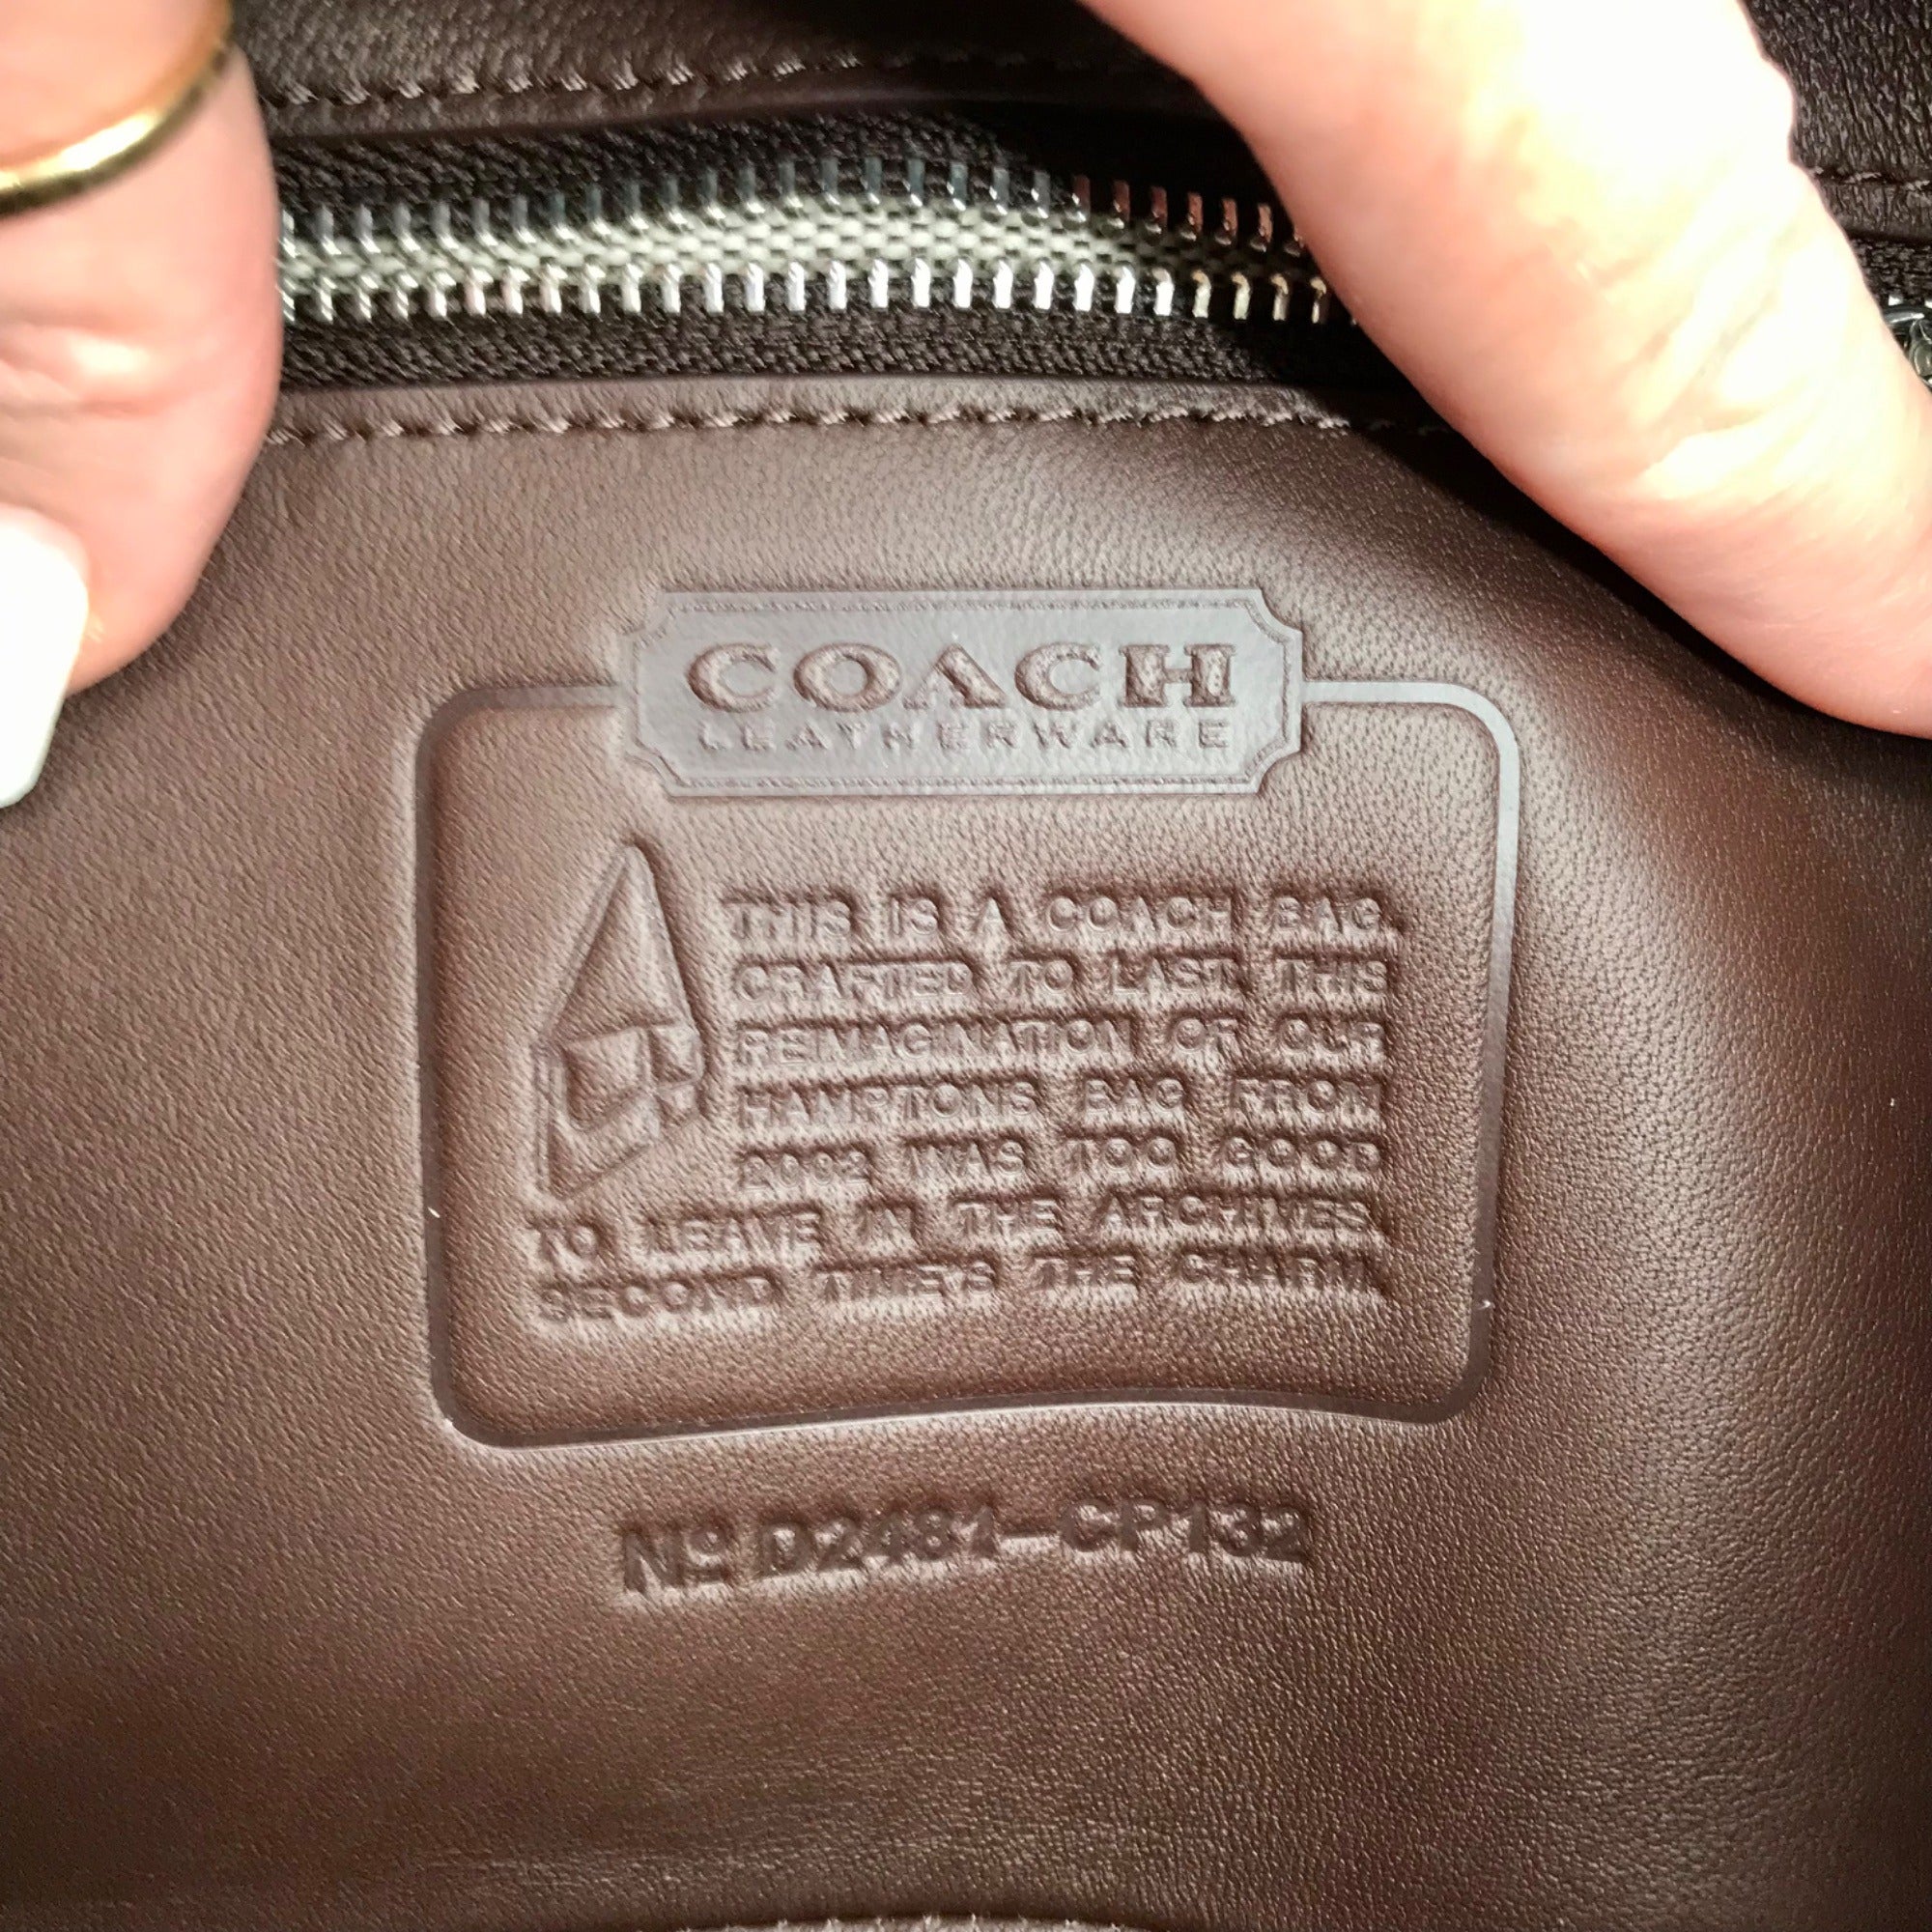 COACH
LEATHERWARE
THIS IS A COACH BAG,
CRAFTED TO LAST. THIS
REIMAGINATION OF OUR
HAMPTONS BAG FROM
2002 WAS TOO GOOD
TO LEAVE IN THE ARCHIVES.
SECOND TIME'S THE CHARM.
Nº D2481-CP132